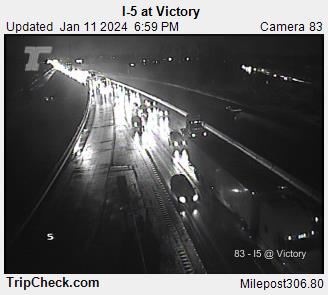 I-5 at Victory
Updated Jan 11 2024 6:59 PM Camera 83
S
83 - I5 @ Victory
TripCheck.com Milepost306.80